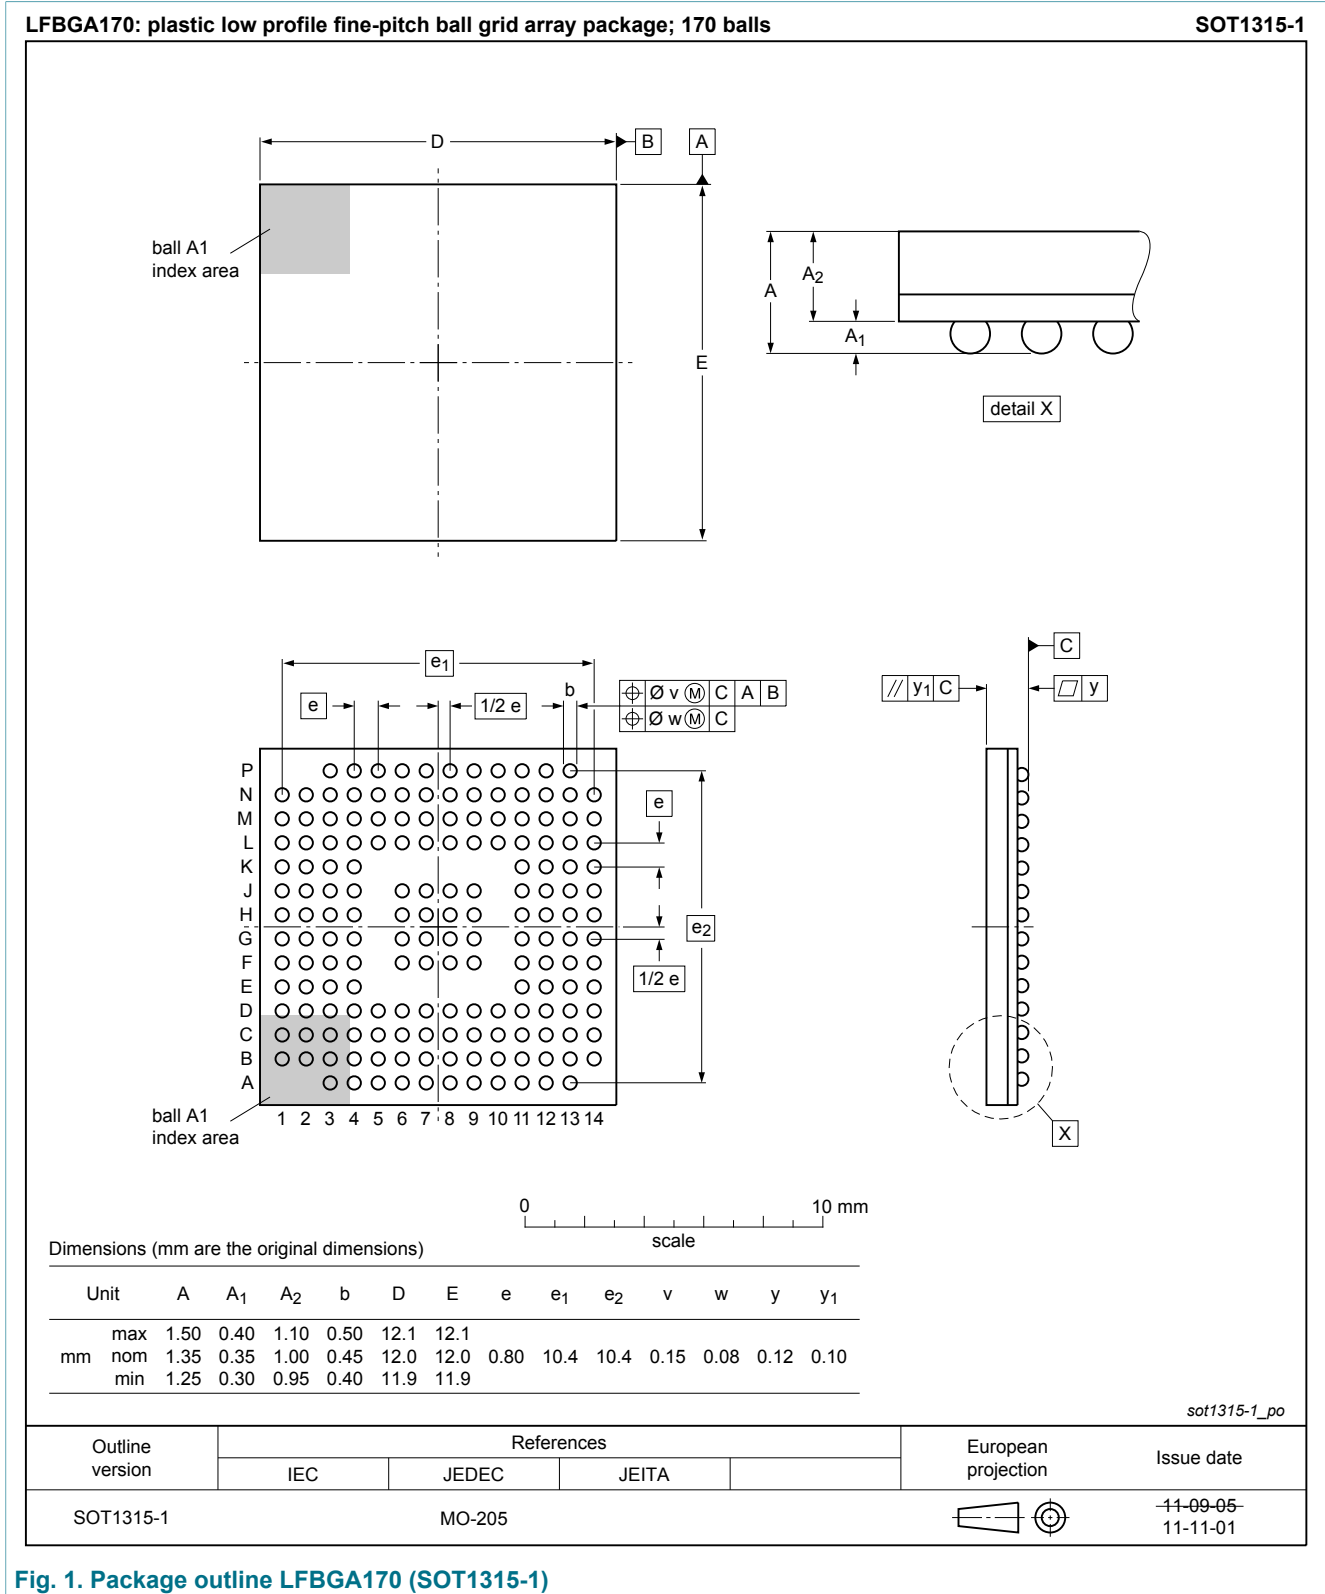 LFBGA170: plastic low profile fine-pitch ball grid array package; 170 balls SOT1315-1
D B A
ball A1
index area
E
A A2
A1
detail X
e1
e 1/2 e b
Ø v M C A B
Ø w M C
P
N
M
L
K
J
H
G
F
E
D
C
B
A
1 2 3 4 5 6 7 8 9 10 11 12 13 14
ball A1
index area
e
e2
1/2 e
C
// y1 C
y
X
0 10 mm
scale
Dimensions (mm are the original dimensions)
Unit A A1 A2 b D E e e1 e2 v w y y1
max 1.50 0.40 1.10 0.50 12.1 12.1
mm nom 1.35 0.35 1.00 0.45 12.0 12.0 0.80 10.4 10.4 0.15 0.08 0.12 0.10
min 1.25 0.30 0.95 0.40 11.9 11.9
sot1315-1_po
Outline
version
References
IEC JEDEC JEITA
European
projection
Issue date
SOT1315-1 MO-205
11-09-05
11-11-01
Fig. 1. Package outline LFBGA170 (SOT1315-1)